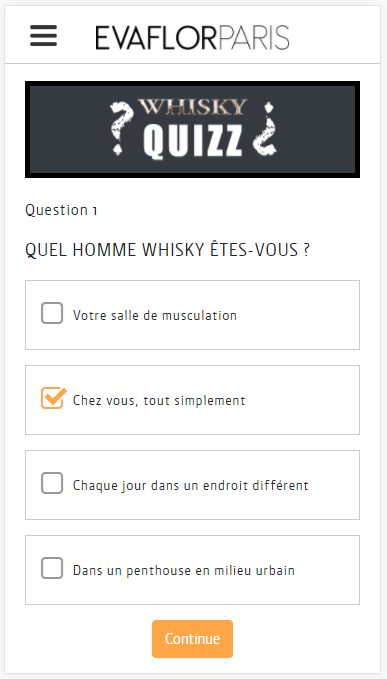 EVAFLORPARIS
WHISKY
? QUIZZ ¿
Question 1
QUEL HOMME WHISKY ÊTES-VOUS ?
Votre salle de musculation
Chez vous, tout simplement
Chaque jour dans un endroit différent
Dans un penthouse en milieu urbain
Continue